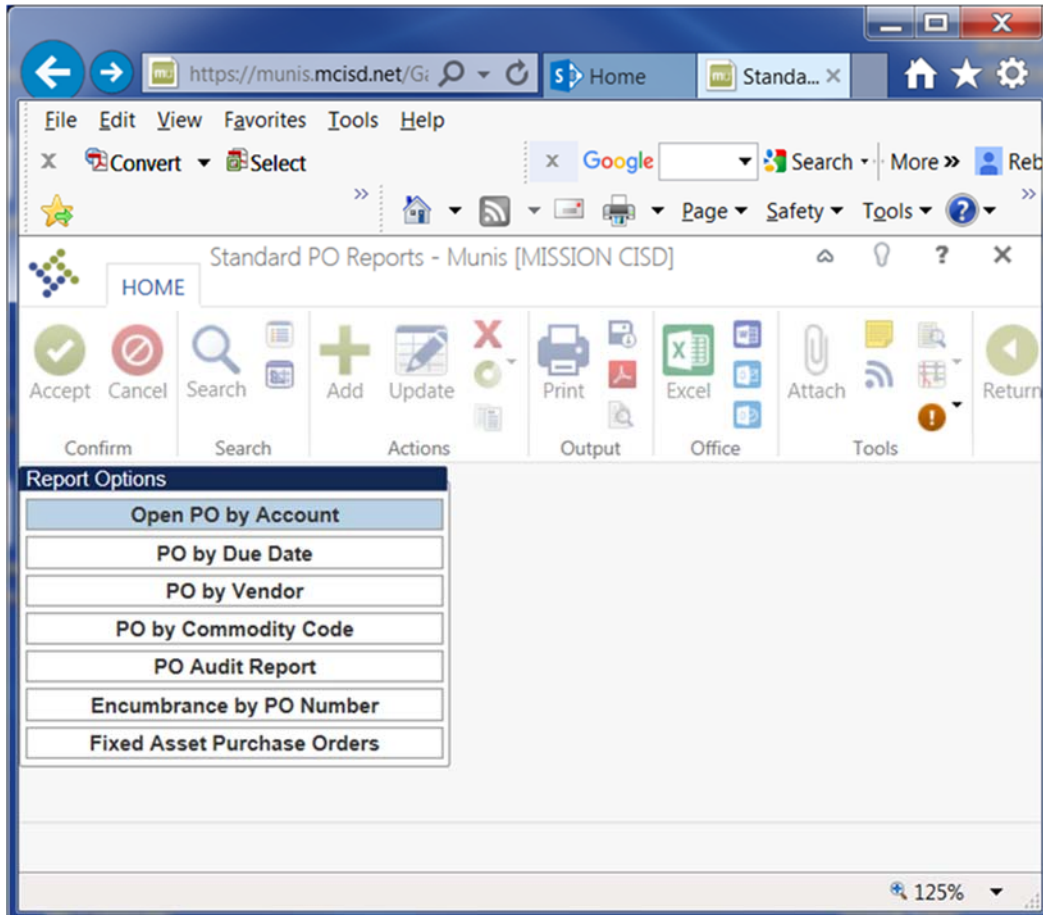 https://munis.mcisd.net/Ga Home Standa...
File Edit View Favorites Tools Help
x Convert Select x Google Search More » Reb
» Page Safety Tools ? »
Standard PO Reports - Munis [MISSION CISD] ?
HOME
Accept Cancel Search Add Update Print Excel Attach Return
Confirm Search Actions Output Office Tools
Report Options
Open PO by Account
PO by Due Date
PO by Vendor
PO by Commodity Code
PO Audit Report
Encumbrance by PO Number
Fixed Asset Purchase Orders
125%